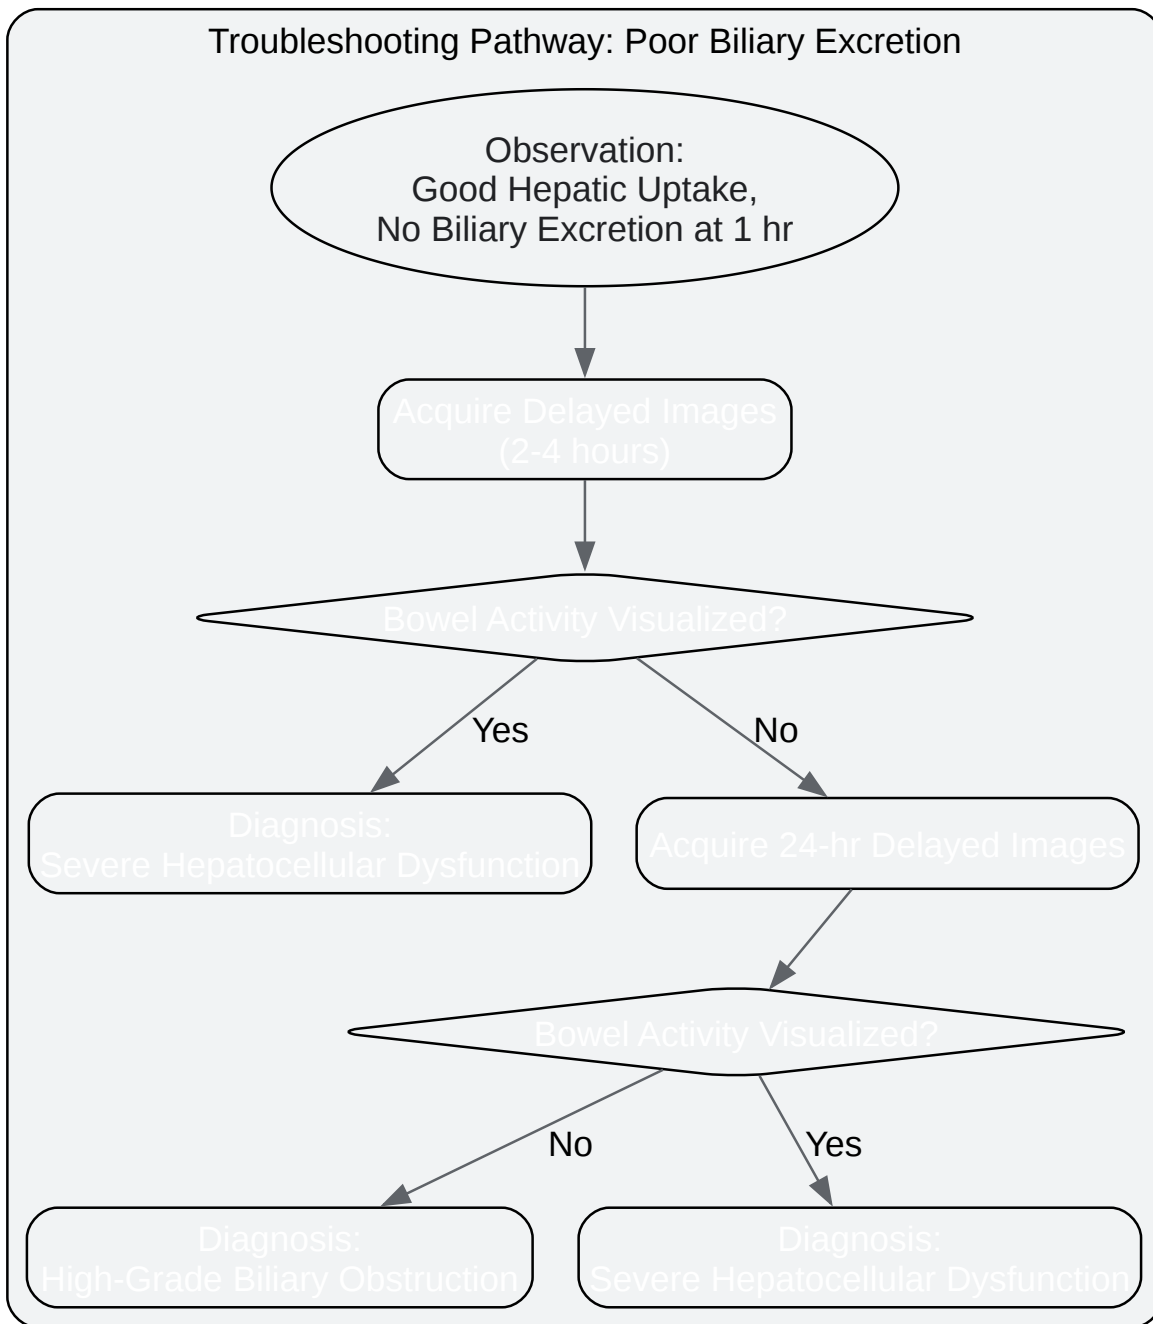 Troubleshooting Pathway: Poor Biliary Excretion
Observation:
Good Hepatic Uptake,
No Biliary Excretion at 1 hr
Acquire Delayed Images
(2-4 hours)
Bowel Activity Visualized?
Yes
No
Diagnosis:
Severe Hepatocellular Dysfunction
Acquire 24-hr Delayed Images
Bowel Activity Visualized?
No
Yes
Diagnosis:
High-Grade Biliary Obstruction
Diagnosis:
Severe Hepatocellular Dysfunction